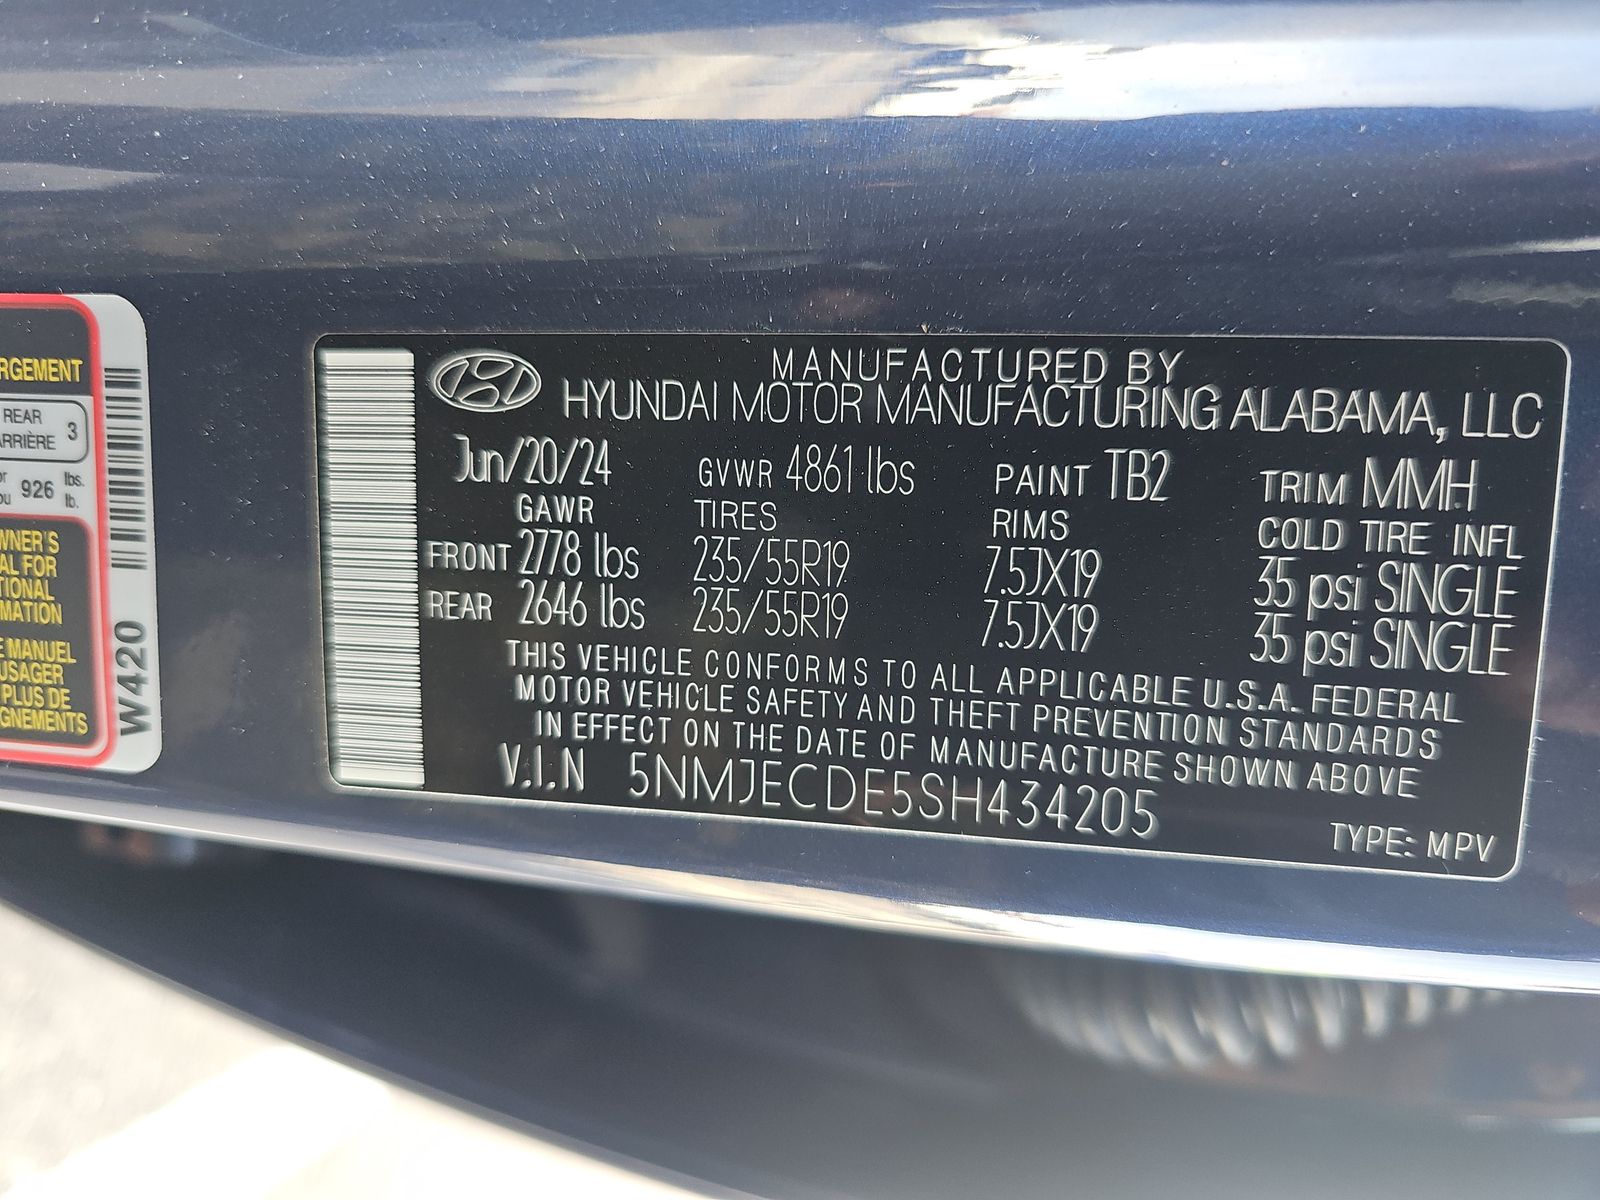 RGEMENT
REAR
ARRIÈRE 3
or
ou 926 lbs.
lb.
WNER'S
AL FOR
TIONAL
MATION
E MANUEL
USAGER
PLUS DE
GNEMENTS
W420
MANUFACTURED BY
HYUNDAI MOTOR MANUFACTURING ALABAMA, LLC
Jun/20/24 GVWR 4861 lbs PAINT TB2 TRIM MMH
GAWR TIRES RIMS COLD TIRE INFL
FRONT 2778 lbs 235/55R19 7.5JX19 35 psi SINGLE
REAR 2646 lbs 235/55R19 7.5JX19 35 psi SINGLE
THIS VEHICLE CONFORMS TO ALL APPLICABLE U.S.A. FEDERAL
MOTOR VEHICLE SAFETY AND THEFT PREVENTION STANDARDS
IN EFFECT ON THE DATE OF MANUFACTURE SHOWN ABOVE
V.I.N 5NMJECDE5SH434205
TYPE: MPV